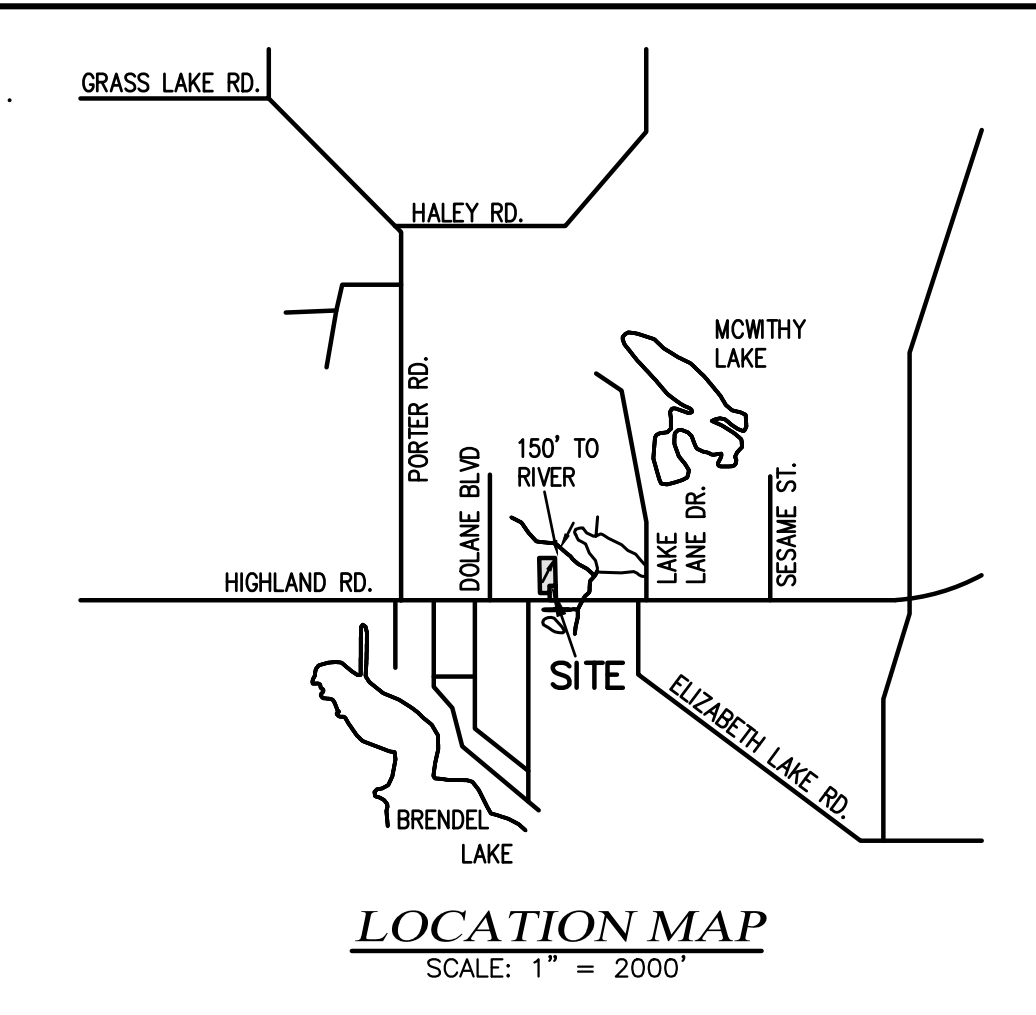 GRASS LAKE RD.
HALEY RD.
MCWITHY
LAKE
PORTER RD.
150' TO
RIVER
DOLANE BLVD
LAKE
LANE DR.
SESAME ST.
HIGHLAND RD.
SITE
ELIZABETH LAKE RD.
BRENDEL
LAKE
LOCATION MAP
SCALE: 1" = 2000'